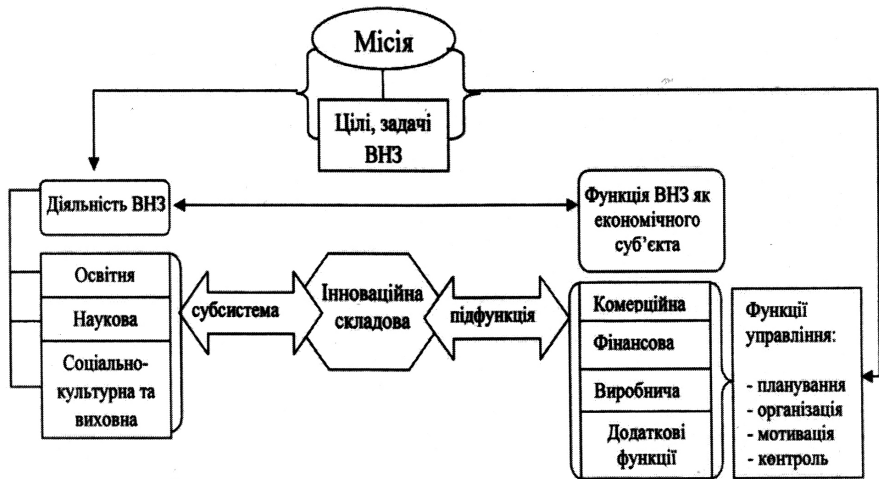 Місія
Цілі, задачі
ВНЗ
Діяльність ВНЗ
Функція ВНЗ як
економічного
суб’єкта
Освітня
Наукова
Соціально-
культурна та
виховна
субсистема
Інноваційна
складова
підфункція
Комерційна
Фінансова
Виробнича
Додаткові
функції
Функції
управління:
- планування
- організація
- мотивація
- контроль